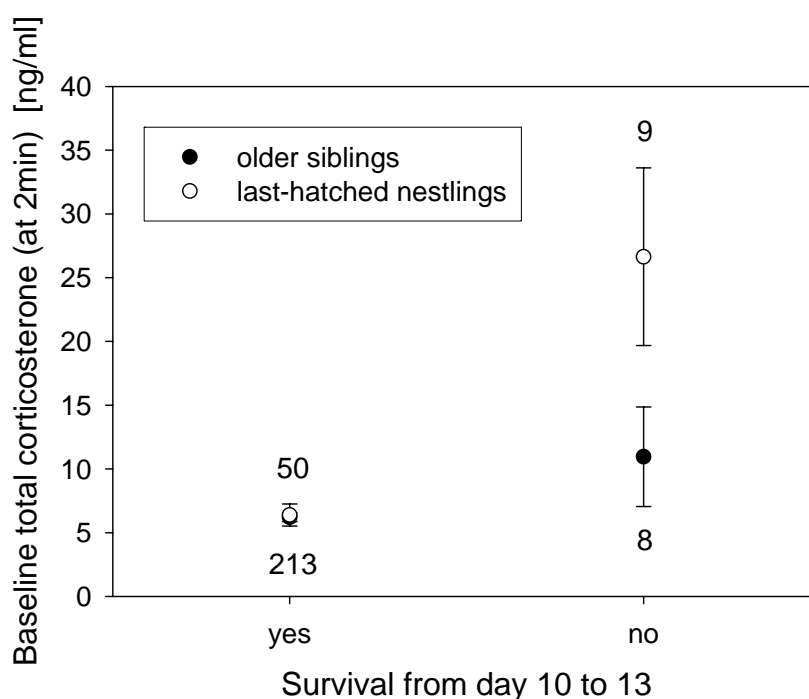 Baseline total corticosterone (at 2min)  [ng/ml]
40
35
30
25
20
15
10
5
0
older siblings
last-hatched nestlings
9
50
213
8
yes
no
Survival from day 10 to 13